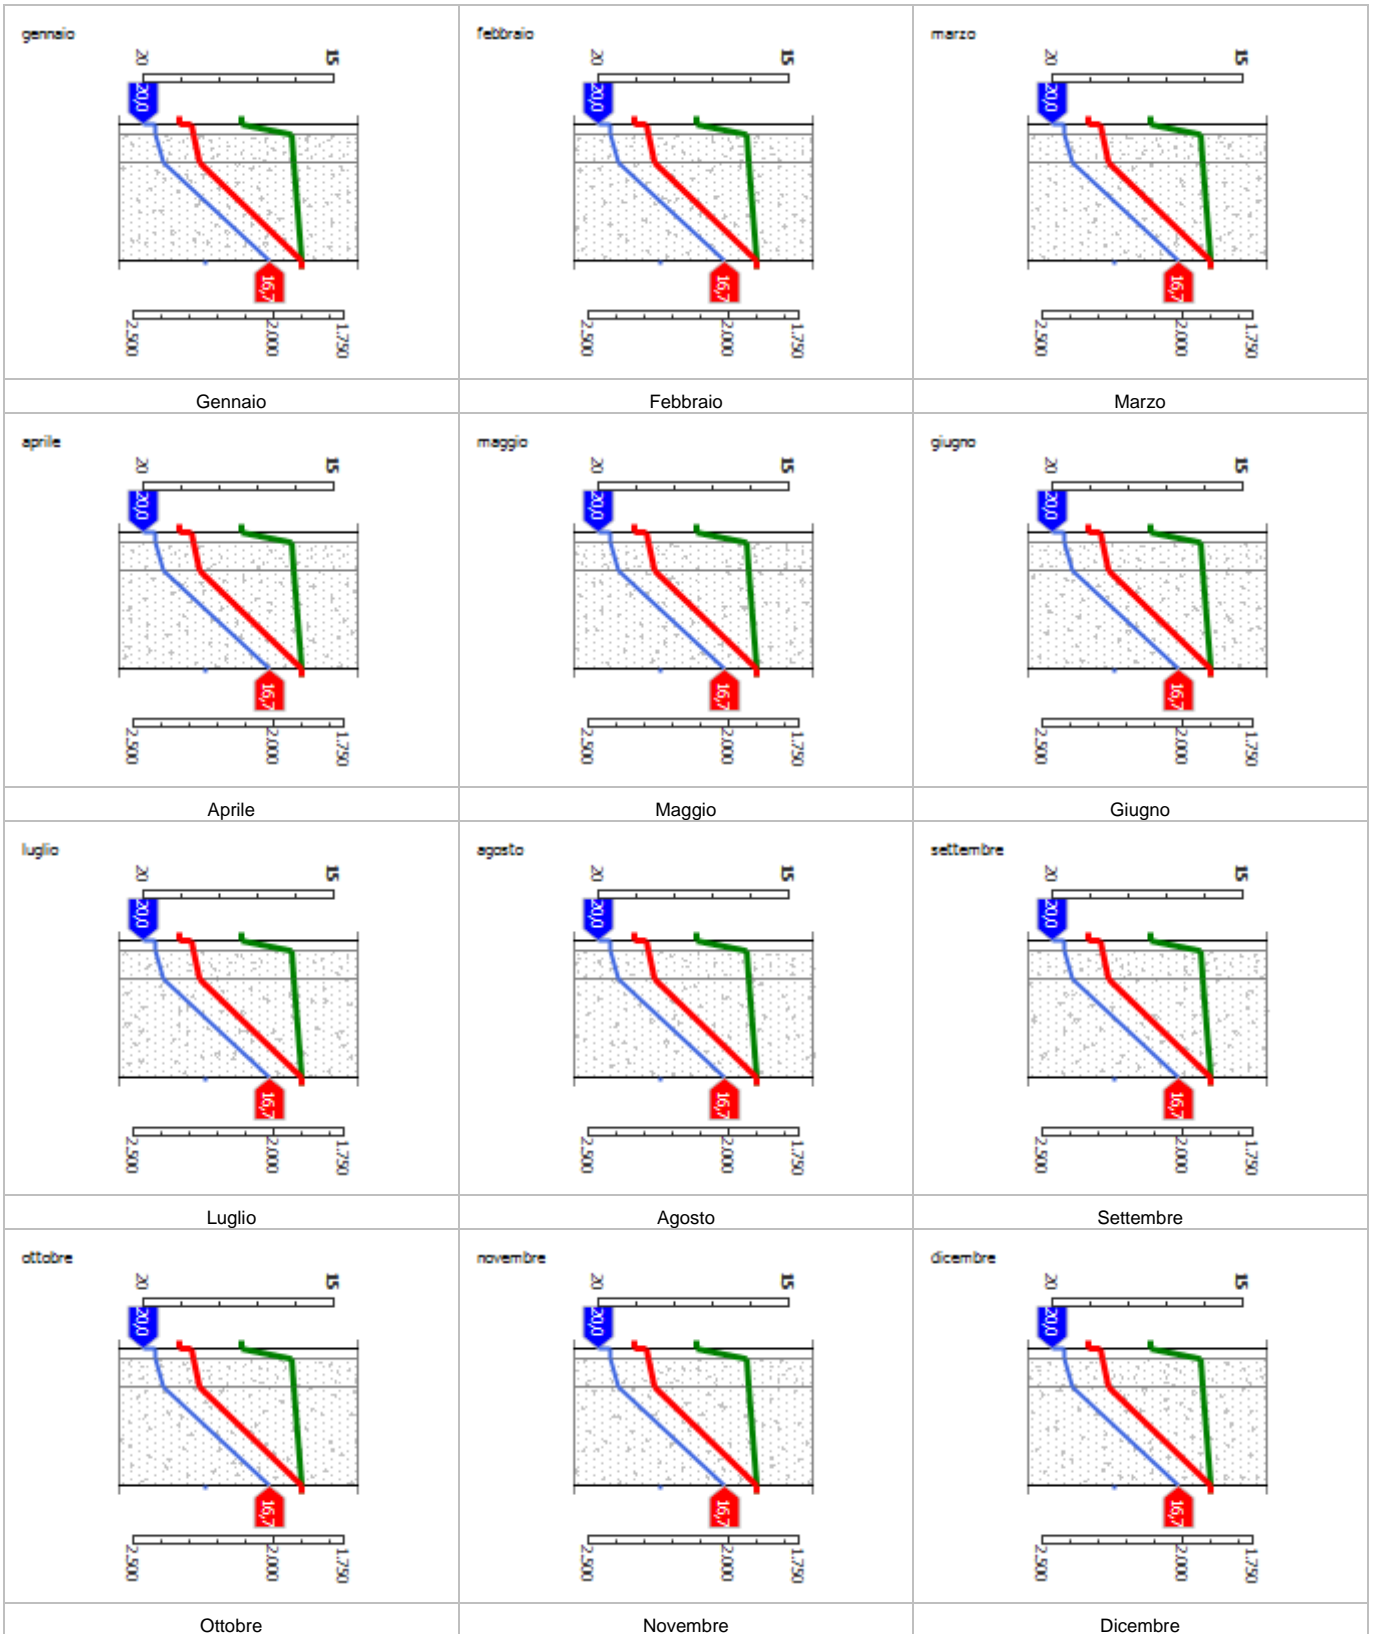 gennaio
20 15
20,0
16,7
2.500 2.000 1.750
Gennaio
febbraio
20 15
20,0
16,7
2.500 2.000 1.750
Febbraio
marzo
20 15
20,0
16,7
2.500 2.000 1.750
Marzo
aprile
20 15
20,0
16,7
2.500 2.000 1.750
Aprile
maggio
20 15
20,0
16,7
2.500 2.000 1.750
Maggio
giugno
20 15
20,0
16,7
2.500 2.000 1.750
Giugno
luglio
20 15
20,0
16,7
2.500 2.000 1.750
Luglio
agosto
20 15
20,0
16,7
2.500 2.000 1.750
Agosto
settembre
20 15
20,0
16,7
2.500 2.000 1.750
Settembre
ottobre
20 15
20,0
16,7
2.500 2.000 1.750
Ottobre
novembre
20 15
20,0
16,7
2.500 2.000 1.750
Novembre
dicembre
20 15
20,0
16,7
2.500 2.000 1.750
Dicembre